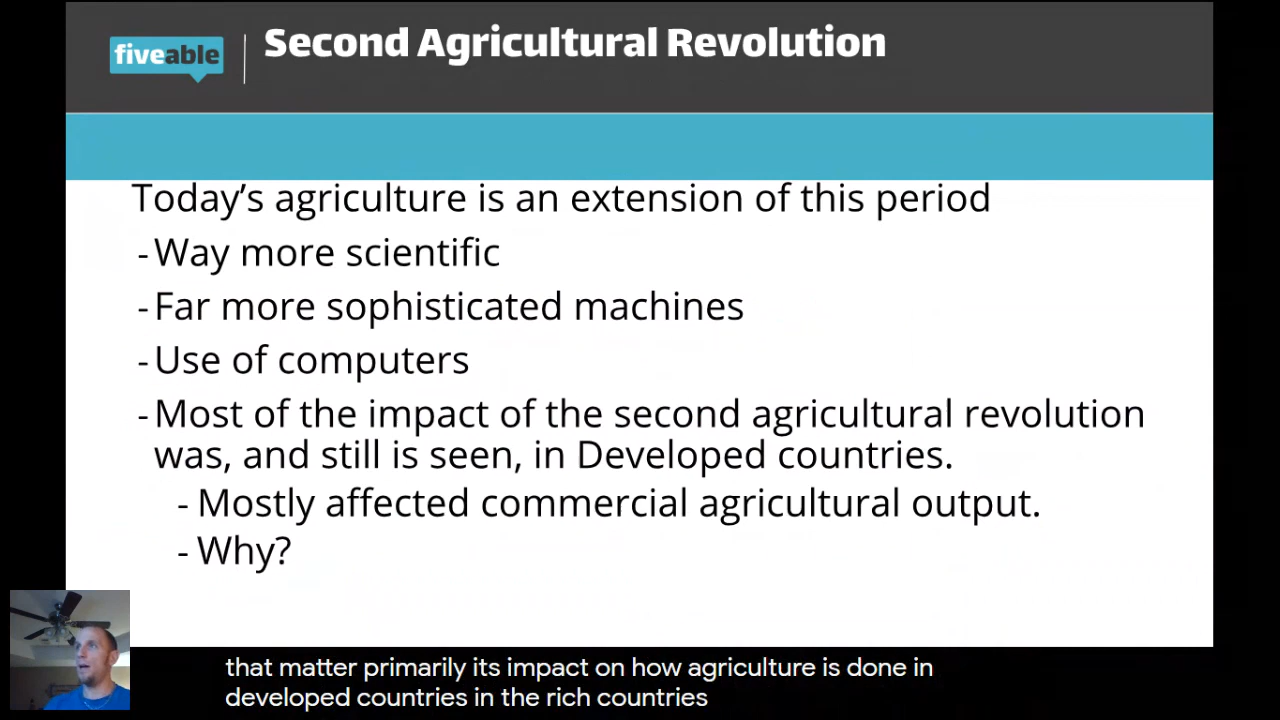 fiveable
Second Agricultural Revolution
Today’s agriculture is an extension of this period
- Way more scientific
- Far more sophisticated machines
- Use of computers
- Most of the impact of the second agricultural revolution
was, and still is seen, in Developed countries.
- Mostly affected commercial agricultural output.
- Why?
that matter primarily its impact on how agriculture is done in
developed countries in the rich countries